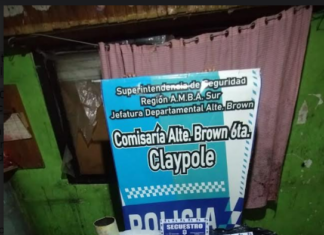 Superintendencia de Seguridad
Región A.M.B.A. Sur
Jefatura Departamental Alte. Brown
Comisaría Alte. Brown 6ta.
Claypole
POLICIA
SECUESTRO